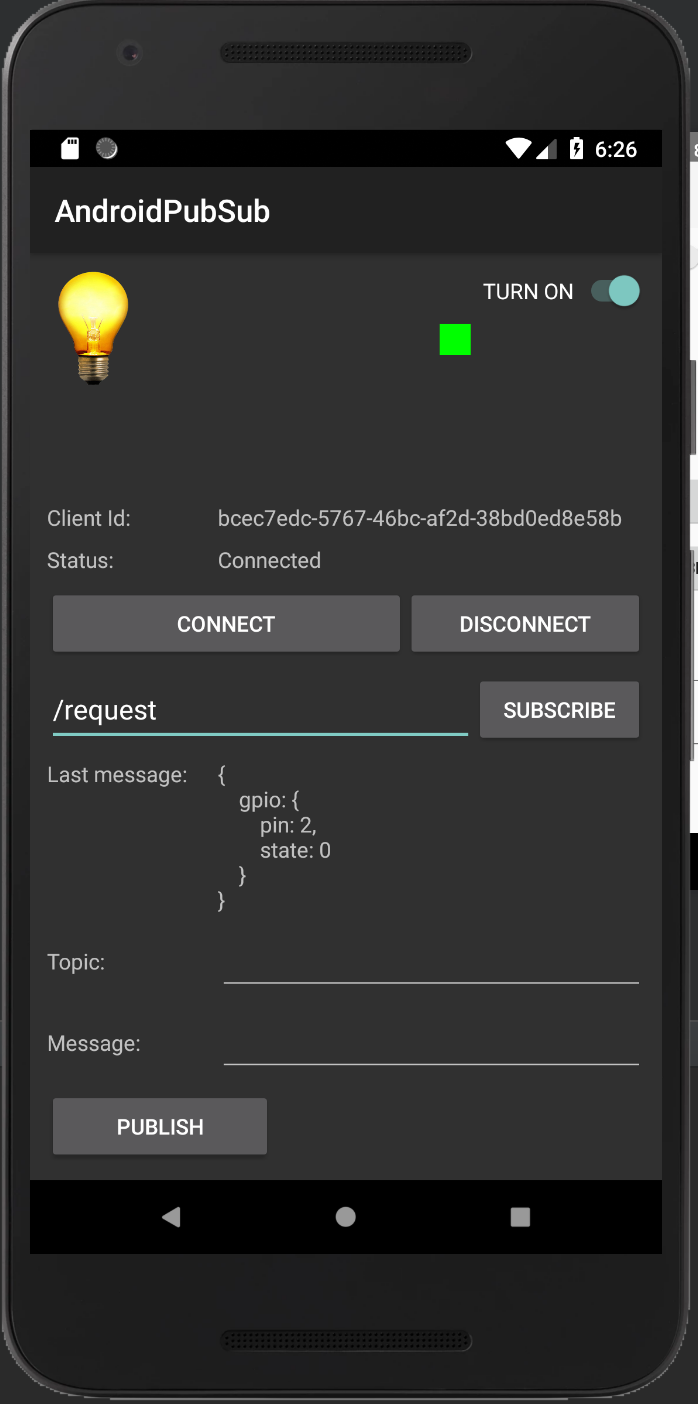 6:26
AndroidPubSub
TURN ON
Client Id: bcec7edc-5767-46bc-af2d-38bd0ed8e58b
Status: Connected
CONNECT DISCONNECT
/request SUBSCRIBE
Last message: {
gpio: {
pin: 2,
state: 0
}
}
Topic:
Message:
PUBLISH